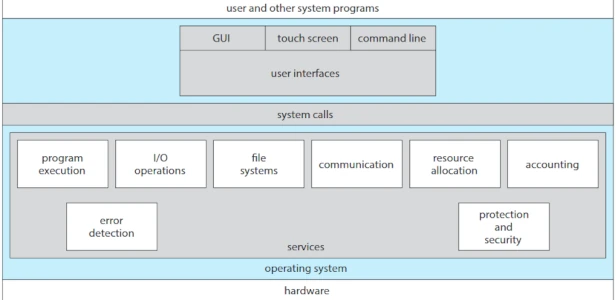 user and other system programs
GUI
touch screen
command line
user interfaces
system calls
program
execution
I/O
operations
file
systems
communication
resource
allocation
accounting
error
detection
protection
and
security
services
operating system
hardware